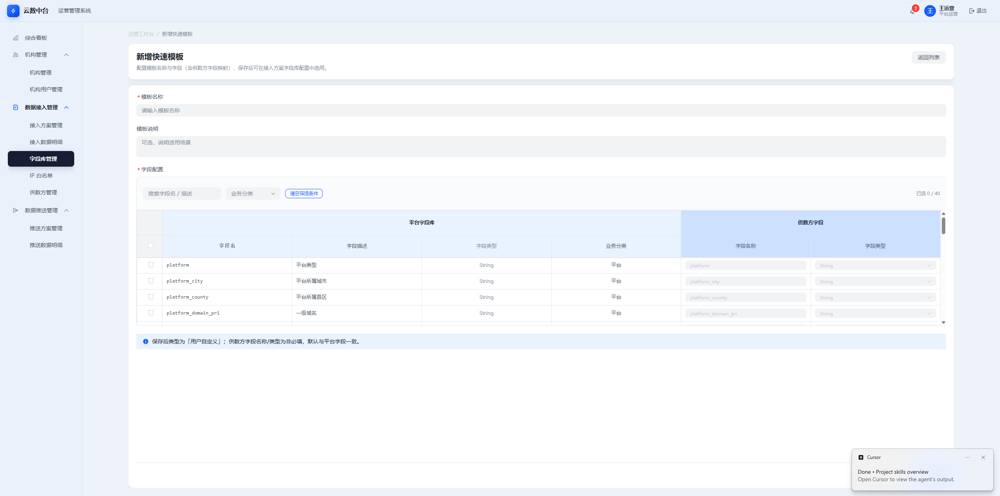 云数中台 运营管理系统
3 王 王运营 平台运营 退出
综合看板
机构管理
机构管理
机构用户管理
数据接入管理
接入方案管理
接入数据明细
字段库管理
IP 白名单
供数方管理
数据推送管理
推送方案管理
推送数据明细
运营工作台 / 新增快速模板
新增快速模板
返回列表
配置模板名称与字段（含供数方字段映射），保存后可在接入方案字段库配置中选用。
* 模板名称
请输入模板名称
模板说明
可选，说明适用场景
* 字段配置
搜索字段名 / 描述 业务分类 清空筛选条件 已选 0 / 40
平台字段库 供数方字段
字段名 字段描述 字段类型 业务分类 字段名称 字段类型
platform 平台类型 String 平台 platform String
platform_city 平台所属城市 String 平台 platform_city String
platform_county 平台所属县区 String 平台 platform_county String
platform_domain_pri 一级域名 String 平台 platform_domain_pri String
保存后类型为「用户自定义」；供数方字段名称/类型为非必填，默认与平台字段一致。
Cursor
Done • Project skills overview
Open Cursor to view the agent's output.